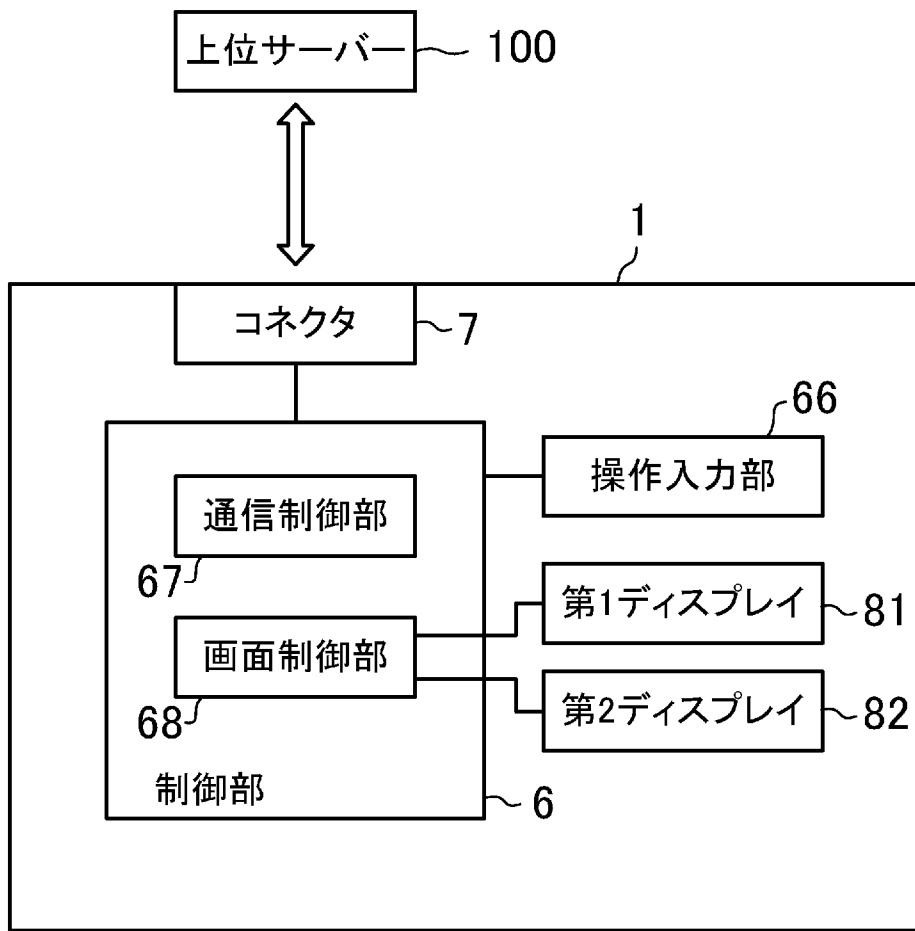 上位サーバー 100
1
コネクタ 7
66
操作入力部
通信制御部
67
第1ディスプレイ 81
画面制御部
68
第2ディスプレイ 82
制御部 6